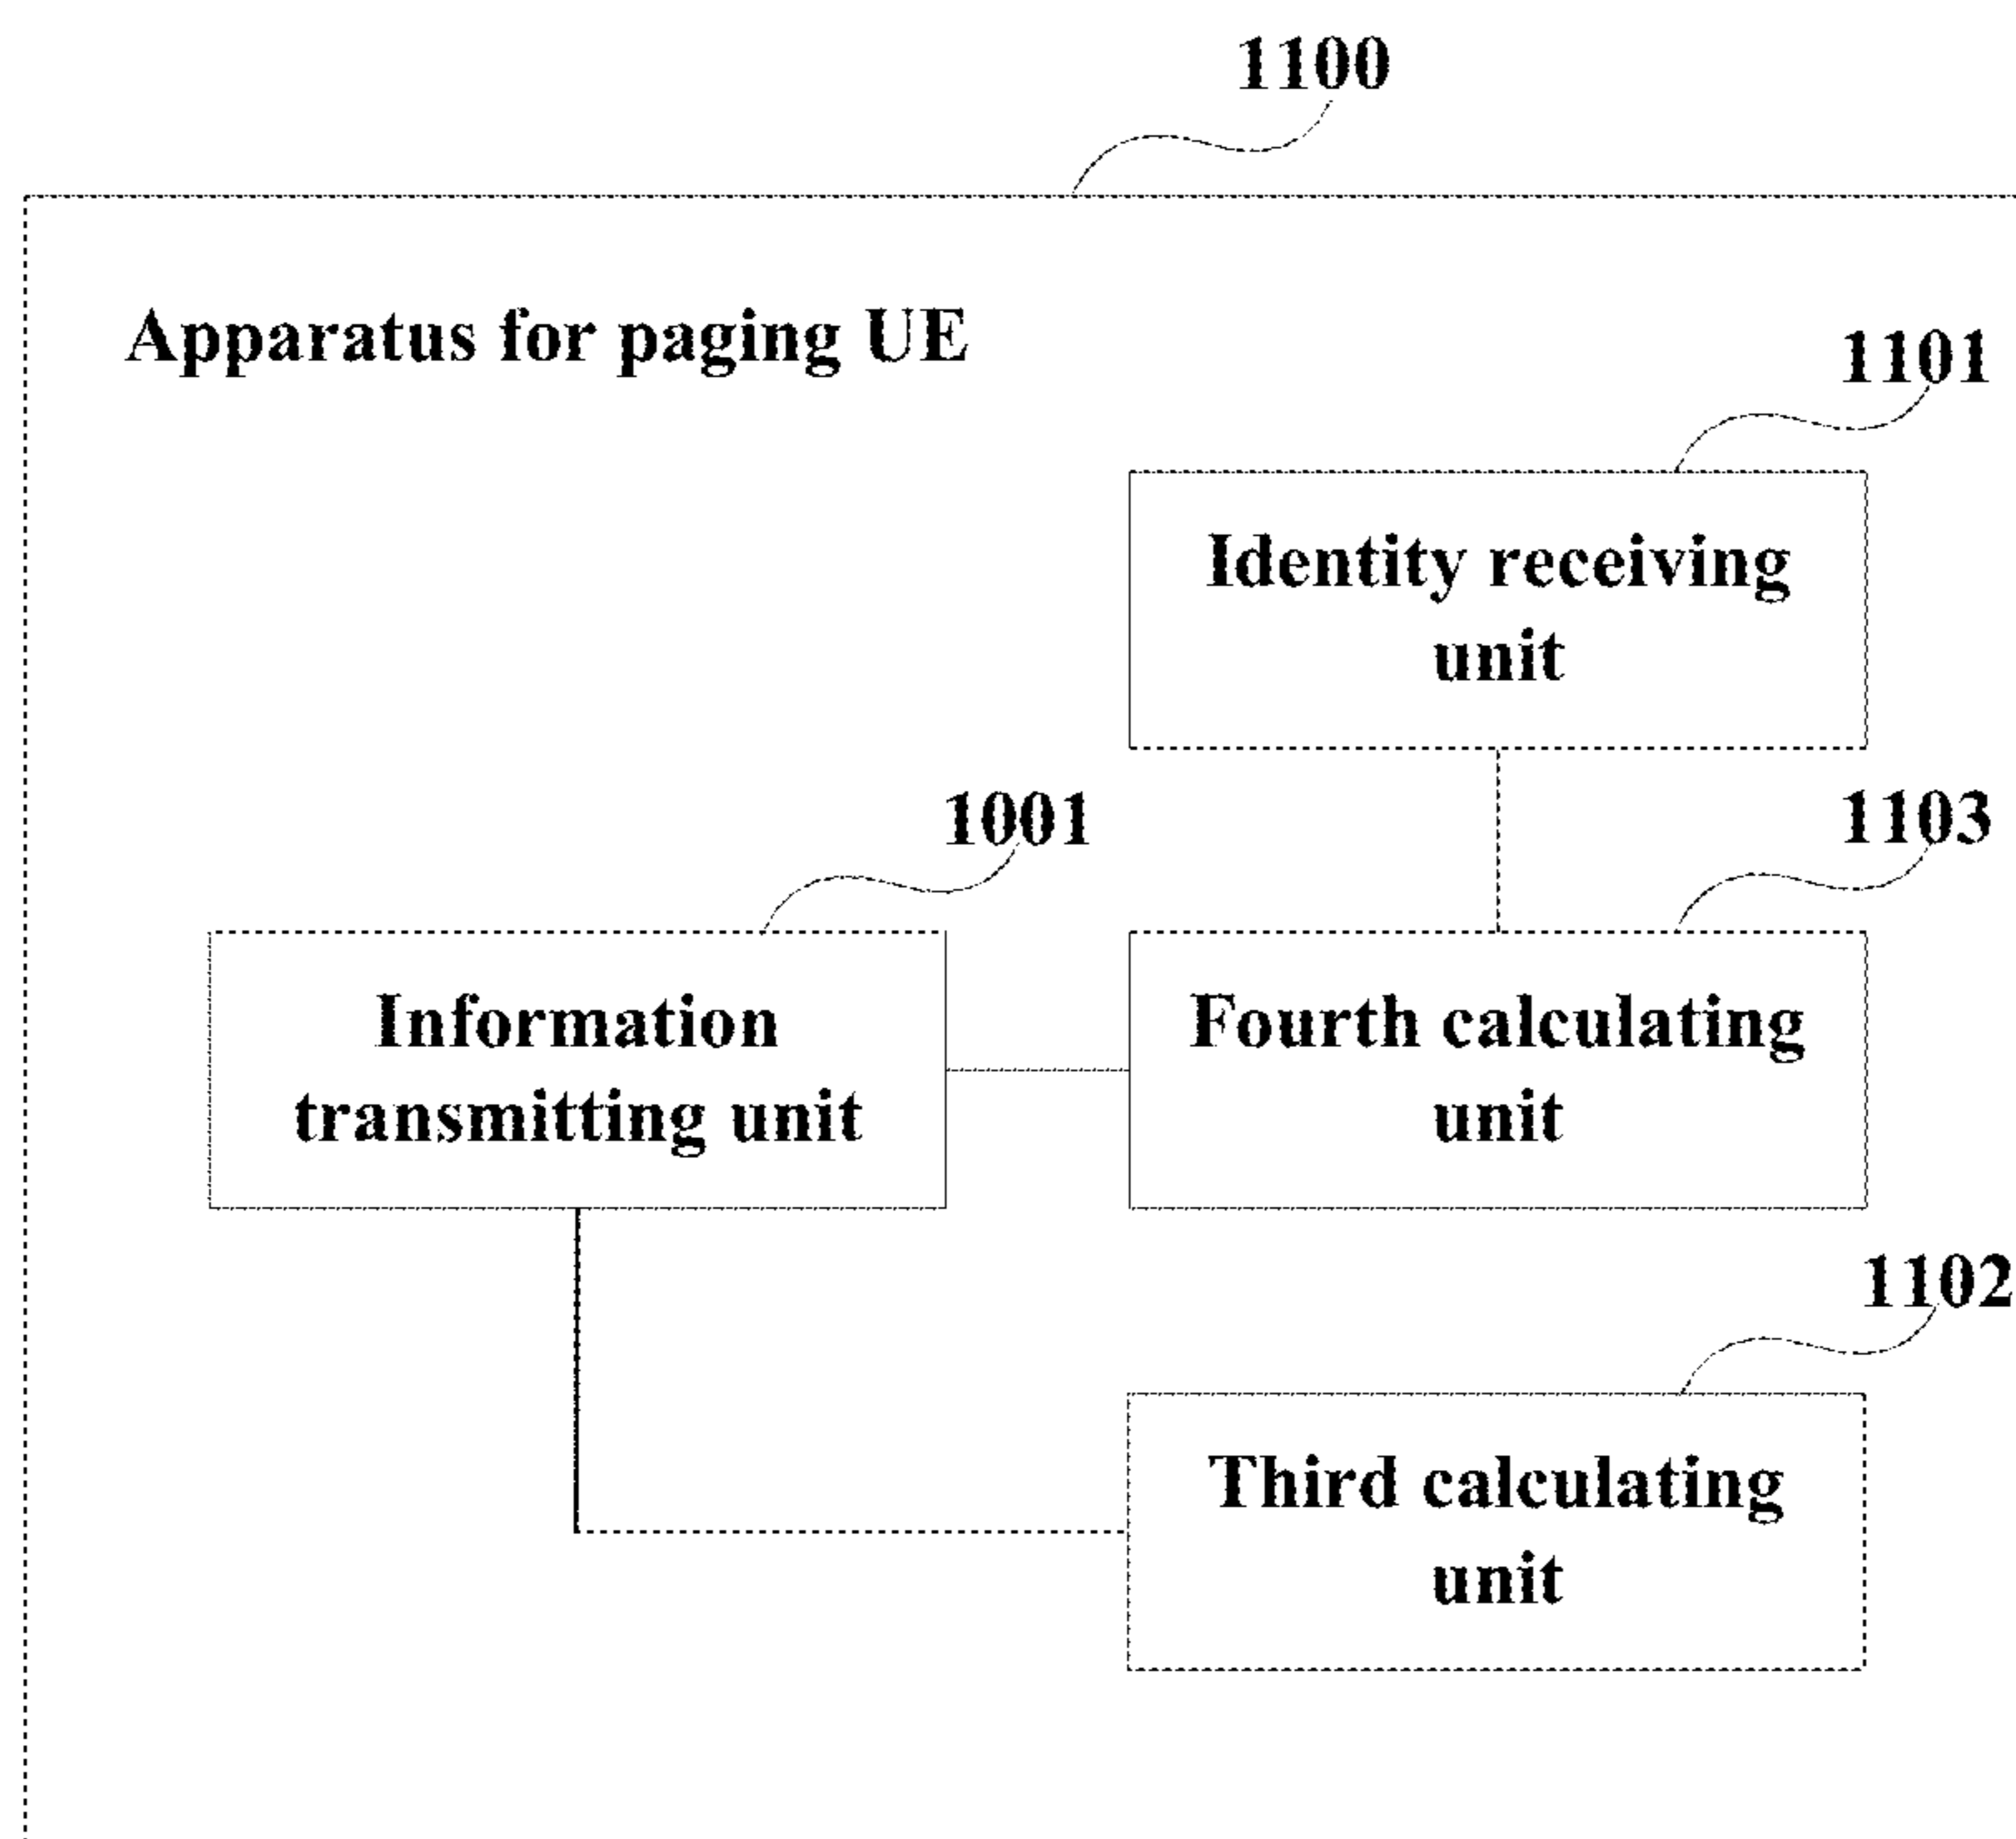 1100
Apparatus for paging UE
1101
Identity receiving
unit
1001
1103
Information
transmitting unit
Fourth calculating
unit
1102
Third calculating
unit